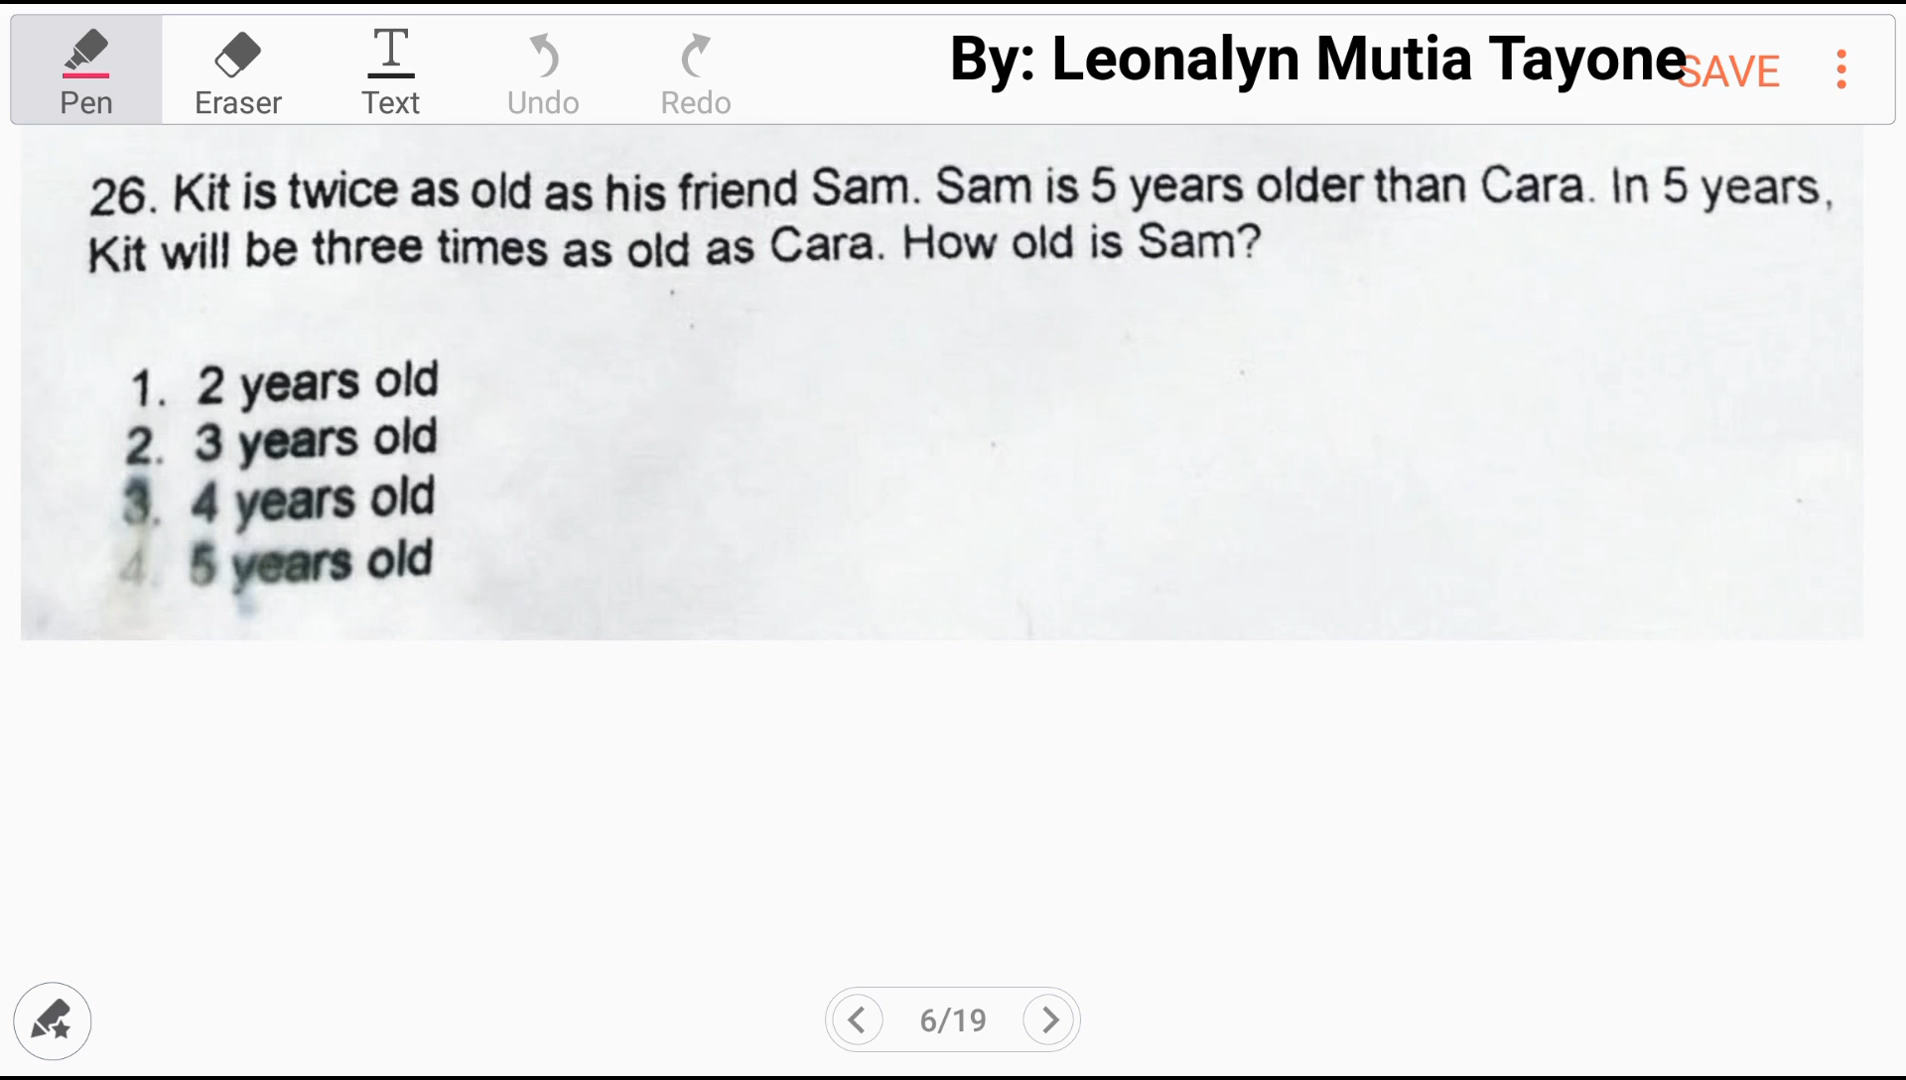 By: Leonalyn Mutia Tayone
SAVE
Pen
Eraser
Text
Undo
Redo
26. Kit is twice as old as his friend Sam. Sam is 5 years older than Cara. In 5 years,
Kit will be three times as old as Cara. How old is Sam?
1. 2 years old
2. 3 years old
3. 4 years old
4. 5 years old
6/19